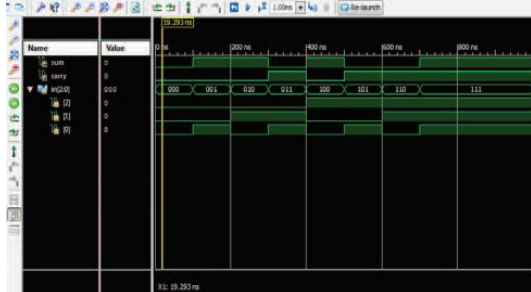 1.00ms Re-launch
19.293 ns
Name Value 0 ns 200 ns 400 ns 600 ns 800 ns
sum 0
carry 0
in[2:0] 000 000 001 010 011 100 101 110 111
[2] 0
[1] 0
[0] 0
X1: 19.293 ns